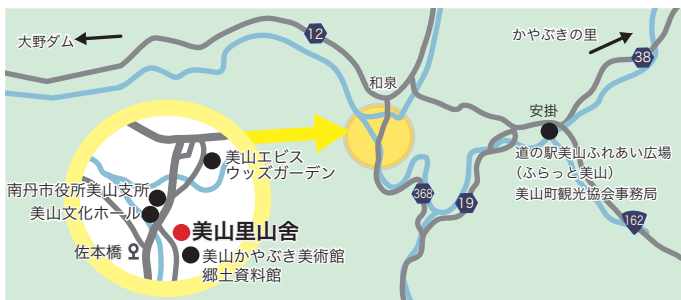 大野ダム
12
かやぶきの里
38
和泉
安掛
道の駅美山ふれあい広場
(ふらっと美山)
美山町観光協会事務局
368
19
162
美山エビス
ウッズガーデン
南丹市役所美山支所
美山文化ホール
美山里山舎
佐本橋
美山かやぶき美術館
郷土資料館